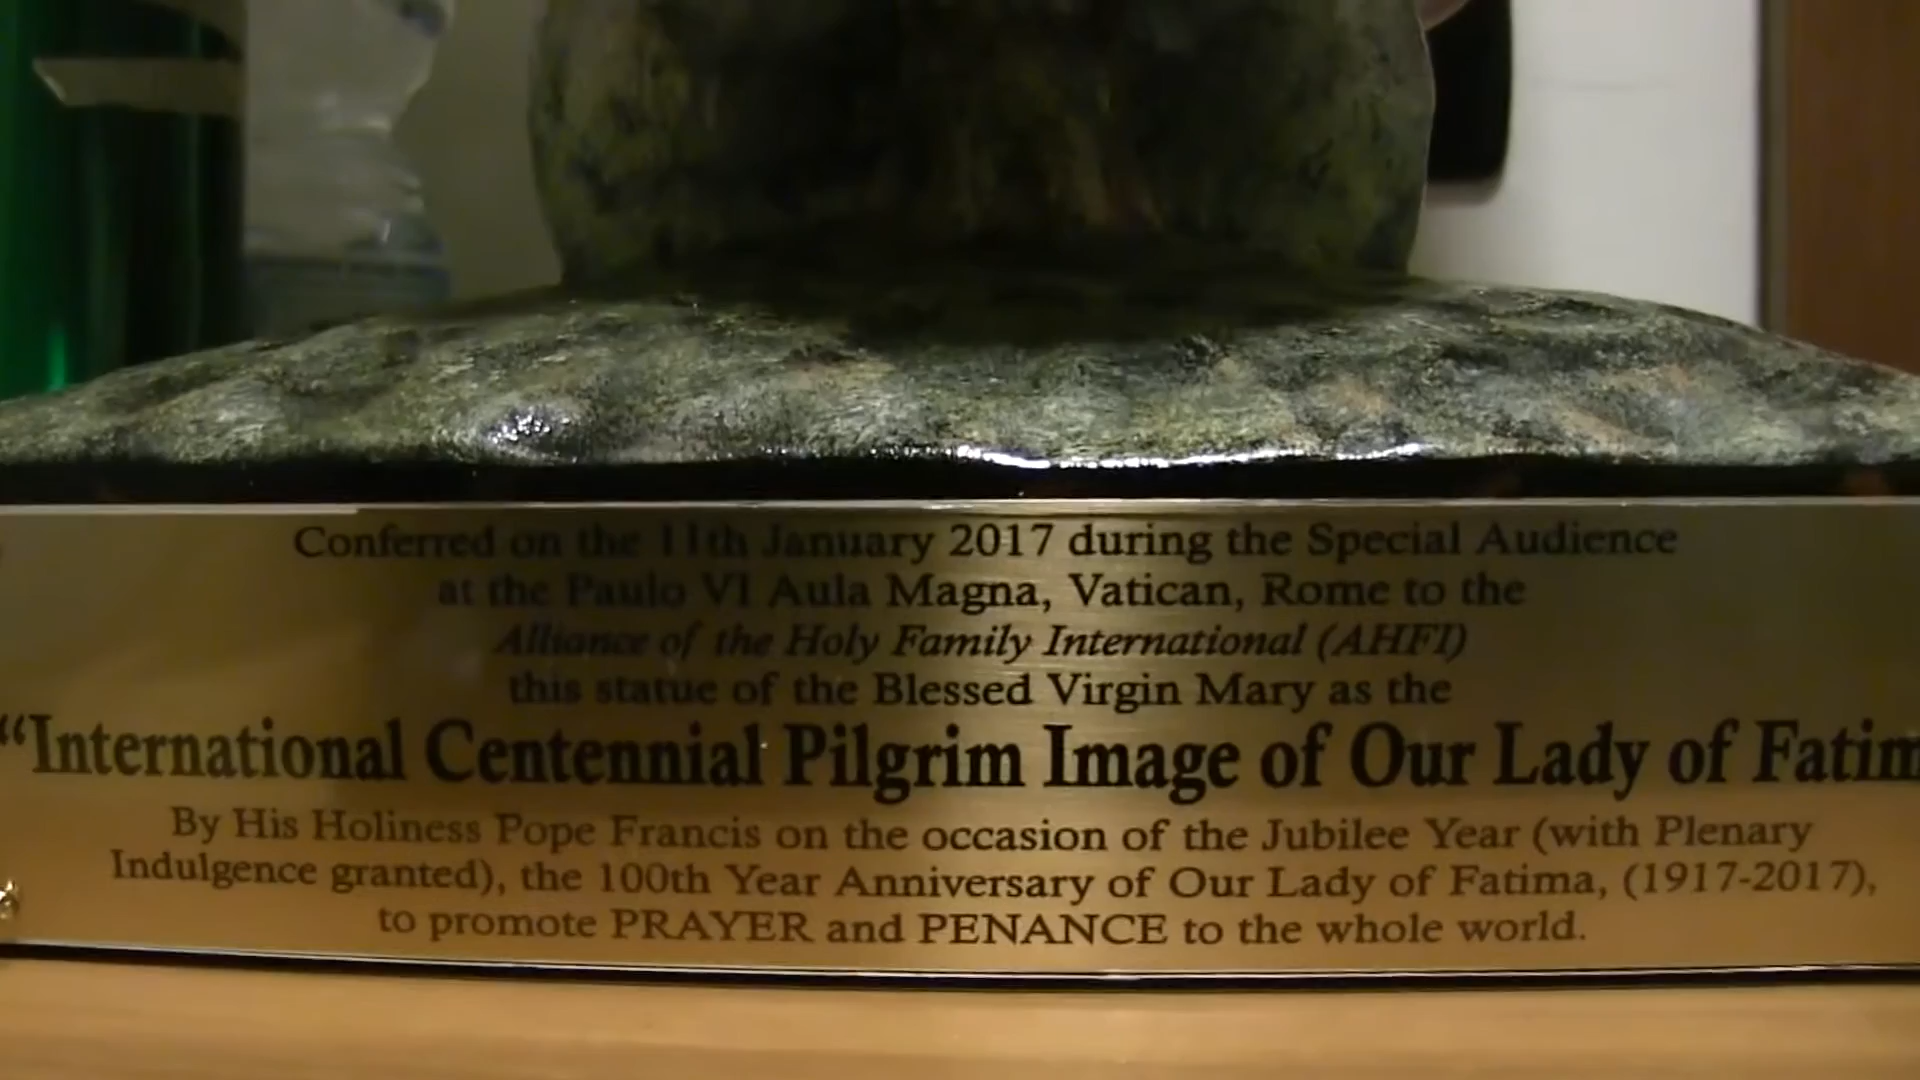 Conferred on the 11th January 2017 during the Special Audience
at the Paulo VI Aula Magna, Vatican, Rome to the
Alliance of the Holy Family International (AHFI)
this statue of the Blessed Virgin Mary as the
“International Centennial Pilgrim Image of Our Lady of Fatim
By His Holiness Pope Francis on the occasion of the Jubilee Year (with Plenary
Indulgence granted), the 100th Year Anniversary of Our Lady of Fatima, (1917-2017),
to promote PRAYER and PENANCE to the whole world.